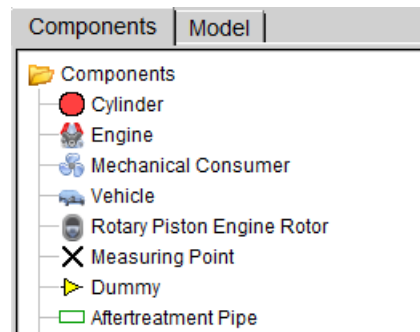 Components Model
Components
Cylinder
Engine
Mechanical Consumer
Vehicle
Rotary Piston Engine Rotor
Measuring Point
Dummy
Aftertreatment Pipe